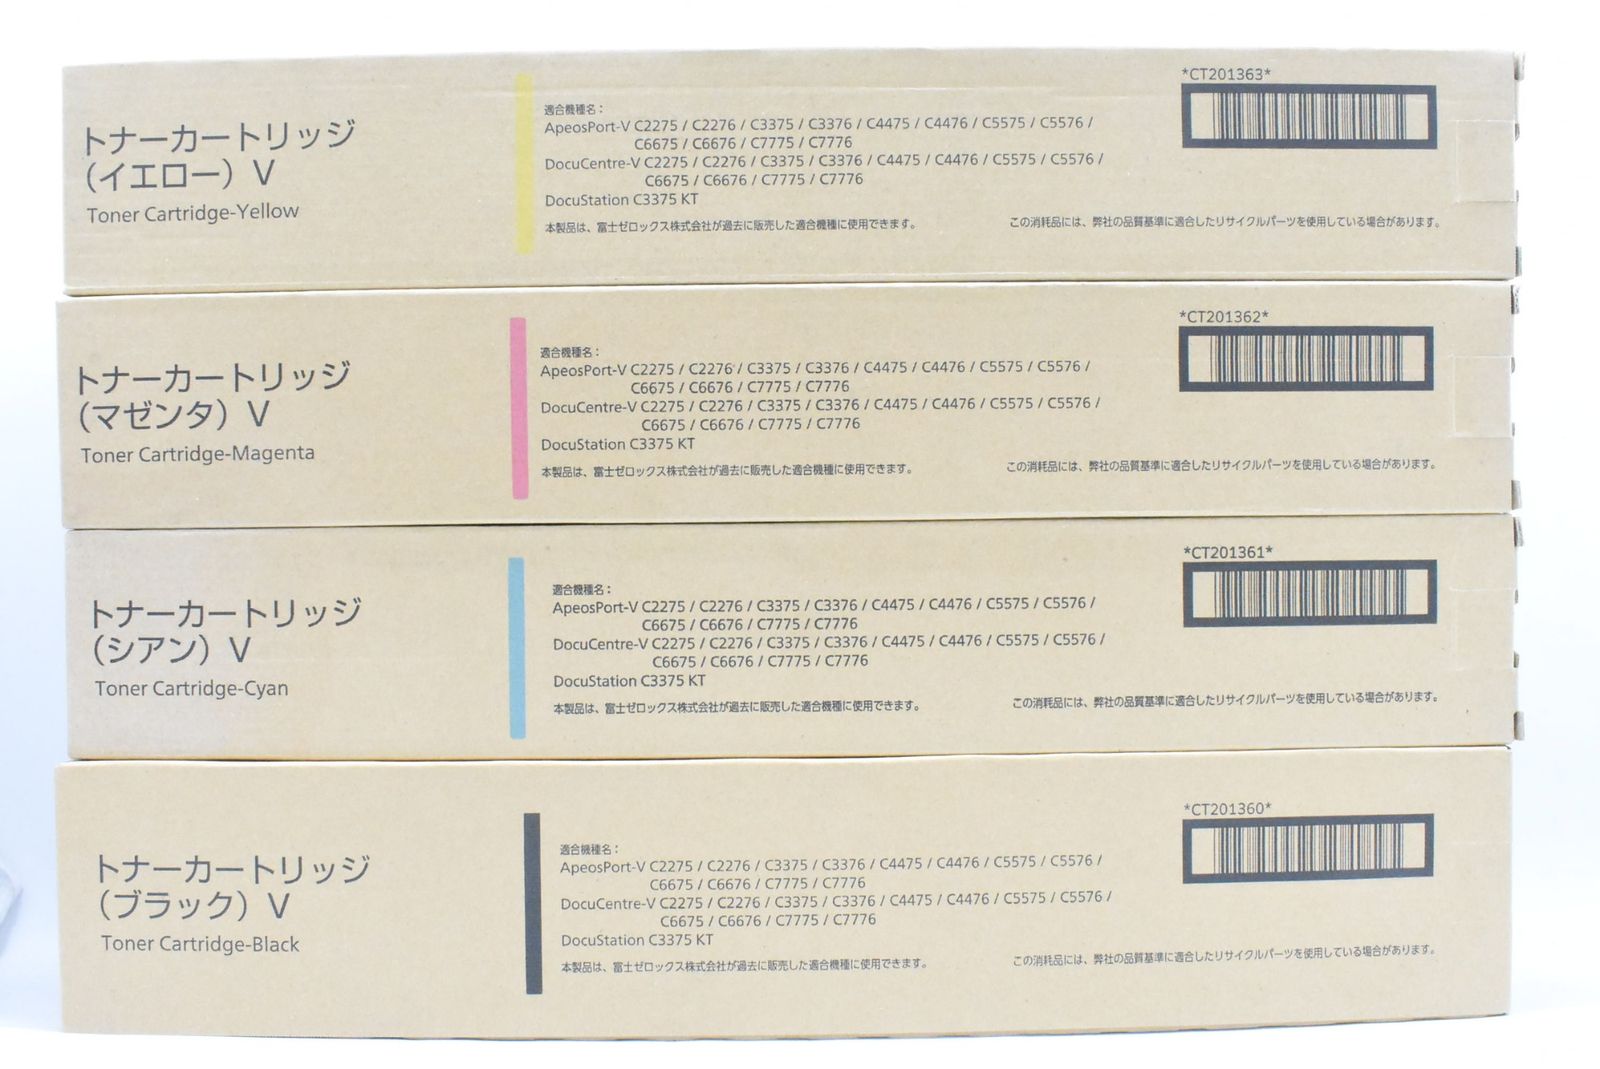 トナーカートリッジ
(イエロー) V
Toner Cartridge-Yellow
適合機種名:
ApeosPort-V C2275 / C2276 / C3375 / C3376 / C4475 / C4476 / C5575 / C5576 /
C6675 / C6676 / C7775 / C7776
DocuCentre-V C2275 / C2276 / C3375 / C3376 / C4475 / C4476 / C5575 / C5576 /
C6675 / C6676 / C7775 / C7776
DocuStation C3375 KT
本製品は、富士ゼロックス株式会社が過去に販売した適合機種に使用できます。
*CT201363*
この消耗品には、弊社の品質基準に適合したリサイクルパーツを使用している場合があります。
トナーカートリッジ
(マゼンタ) V
Toner Cartridge-Magenta
適合機種名:
ApeosPort-V C2275 / C2276 / C3375 / C3376 / C4475 / C4476 / C5575 / C5576 /
C6675 / C6676 / C7775 / C7776
DocuCentre-V C2275 / C2276 / C3375 / C3376 / C4475 / C4476 / C5575 / C5576 /
C6675 / C6676 / C7775 / C7776
DocuStation C3375 KT
本製品は、富士ゼロックス株式会社が過去に販売した適合機種に使用できます。
*CT201362*
この消耗品には、弊社の品質基準に適合したリサイクルパーツを使用している場合があります。
トナーカートリッジ
(シアン) V
Toner Cartridge-Cyan
適合機種名:
ApeosPort-V C2275 / C2276 / C3375 / C3376 / C4475 / C4476 / C5575 / C5576 /
C6675 / C6676 / C7775 / C7776
DocuCentre-V C2275 / C2276 / C3375 / C3376 / C4475 / C4476 / C5575 / C5576 /
C6675 / C6676 / C7775 / C7776
DocuStation C3375 KT
本製品は、富士ゼロックス株式会社が過去に販売した適合機種に使用できます。
*CT201361*
この消耗品には、弊社の品質基準に適合したリサイクルパーツを使用している場合があります。
トナーカートリッジ
(ブラック) V
Toner Cartridge-Black
適合機種名:
ApeosPort-V C2275 / C2276 / C3375 / C3376 / C4475 / C4476 / C5575 / C5576 /
C6675 / C6676 / C7775 / C7776
DocuCentre-V C2275 / C2276 / C3375 / C3376 / C4475 / C4476 / C5575 / C5576 /
C6675 / C6676 / C7775 / C7776
DocuStation C3375 KT
本製品は、富士ゼロックス株式会社が過去に販売した適合機種に使用できます。
*CT201360*
この消耗品には、弊社の品質基準に適合したリサイクルパーツを使用している場合があります。